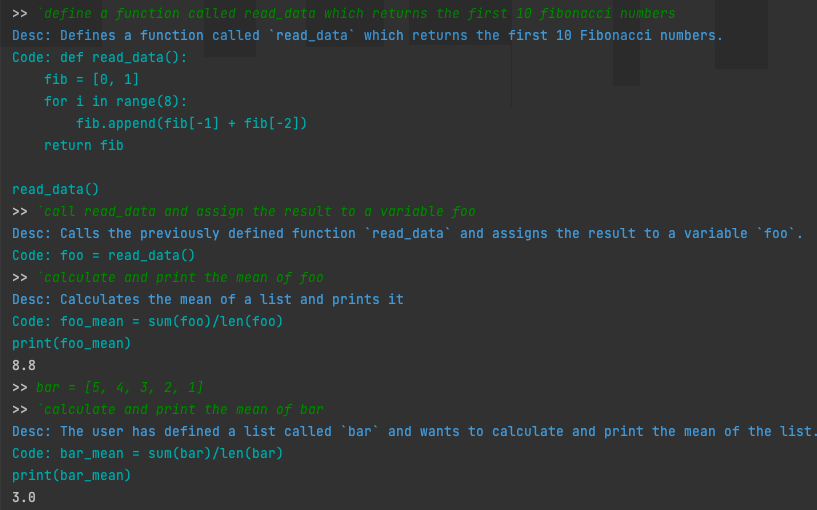 >> `define a function called read_data which returns the first 10 fibonacci numbers
Desc: Defines a function called `read_data` which returns the first 10 Fibonacci numbers.
Code: def read_data():
    fib = [0, 1]
    for i in range(8):
        fib.append(fib[-1] + fib[-2])
    return fib

read_data()
>> `call read_data and assign the result to a variable foo
Desc: Calls the previously defined function `read_data` and assigns the result to a variable `foo`.
Code: foo = read_data()
>> `calculate and print the mean of foo
Desc: Calculates the mean of a list and prints it
Code: foo_mean = sum(foo)/len(foo)
print(foo_mean)
8.8
>> bar = [5, 4, 3, 2, 1]
>> `calculate and print the mean of bar
Desc: The user has defined a list called `bar` and wants to calculate and print the mean of the list.
Code: bar_mean = sum(bar)/len(bar)
print(bar_mean)
3.0